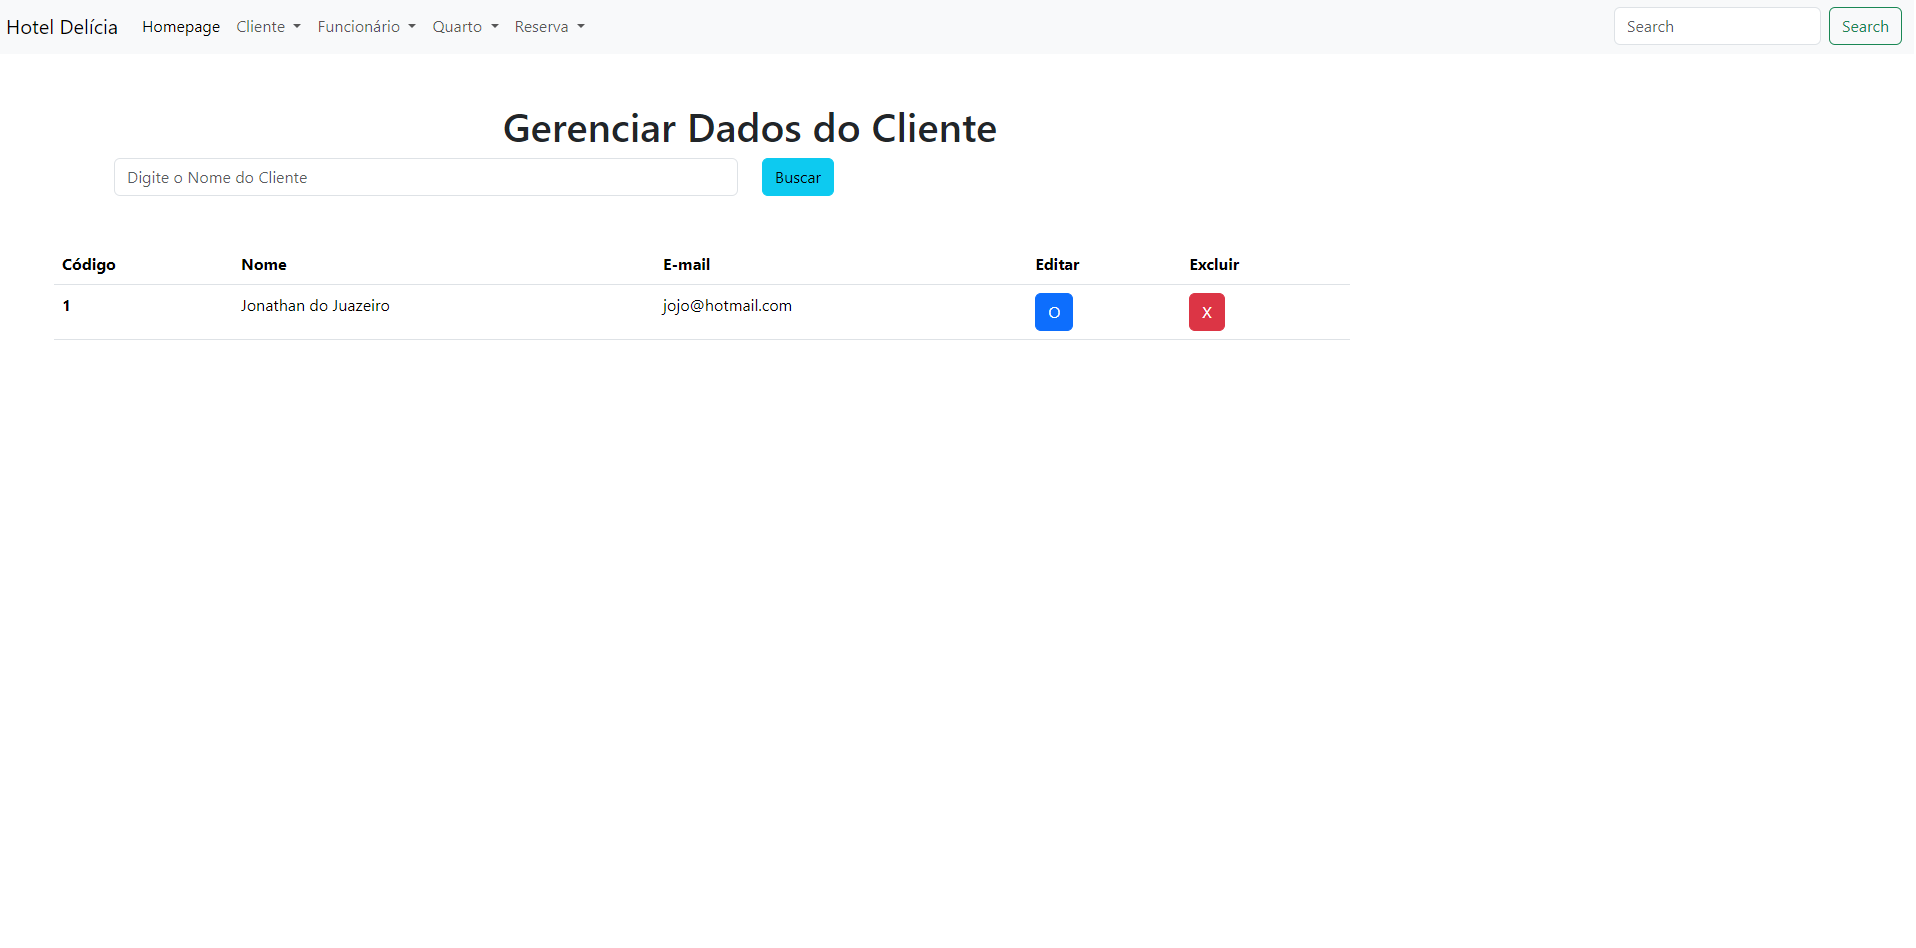 Hotel Delícia Homepage Cliente Funcionário Quarto Reserva Search Search
Gerenciar Dados do Cliente
Digite o Nome do Cliente Buscar
Código Nome E-mail Editar Excluir
1 Jonathan do Juazeiro jojo@hotmail.com O X